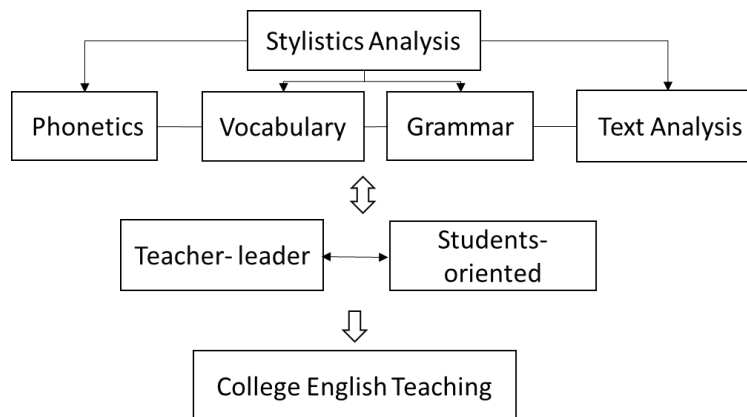 Stylistics Analysis
Phonetics
Vocabulary
Grammar
Text Analysis
Teacher- leader
Students-
oriented
College English Teaching